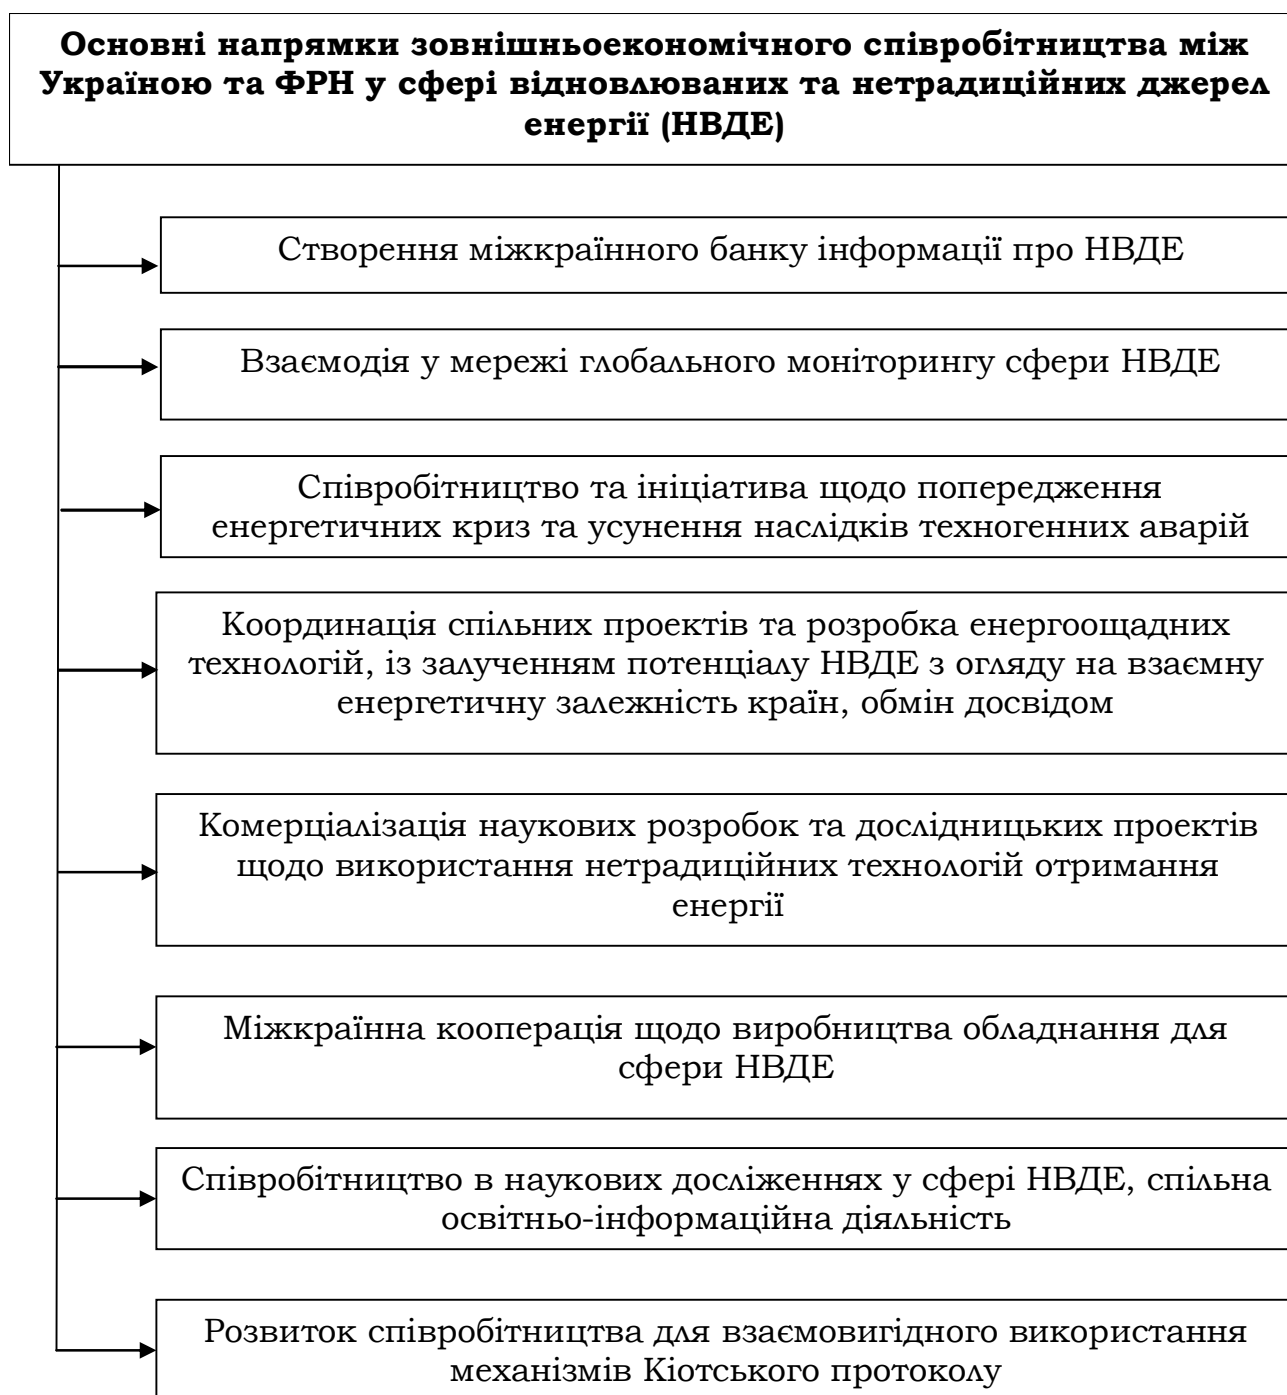 Основні напрямки зовнішньоекономічного співробітництва між
Україною та ФРН у сфері відновлюваних та нетрадиційних джерел
енергії (НВДЕ)
Створення міжкраїнного банку інформації про НВДЕ
Взаємодія у мережі глобального моніторингу сфери НВДЕ
Співробітництво та ініціатива щодо попередження
енергетичних криз та усунення наслідків техногенних аварій
Координація спільних проектів та розробка енергоощадних
технологій, із залученням потенціалу НВДЕ з огляду на взаємну
енергетичну залежність країн, обмін досвідом
Комерціалізація наукових розробок та дослідницьких проектів
щодо використання нетрадиційних технологій отримання
енергії
Міжкраїнна кооперація щодо виробництва обладнання для
сфери НВДЕ
Співробітництво в наукових досліженнях у сфері НВДЕ, спільна
освітньо-інформаційна діяльність
Розвиток співробітництва для взаємовигідного використання
механізмів Кіотського протоколу